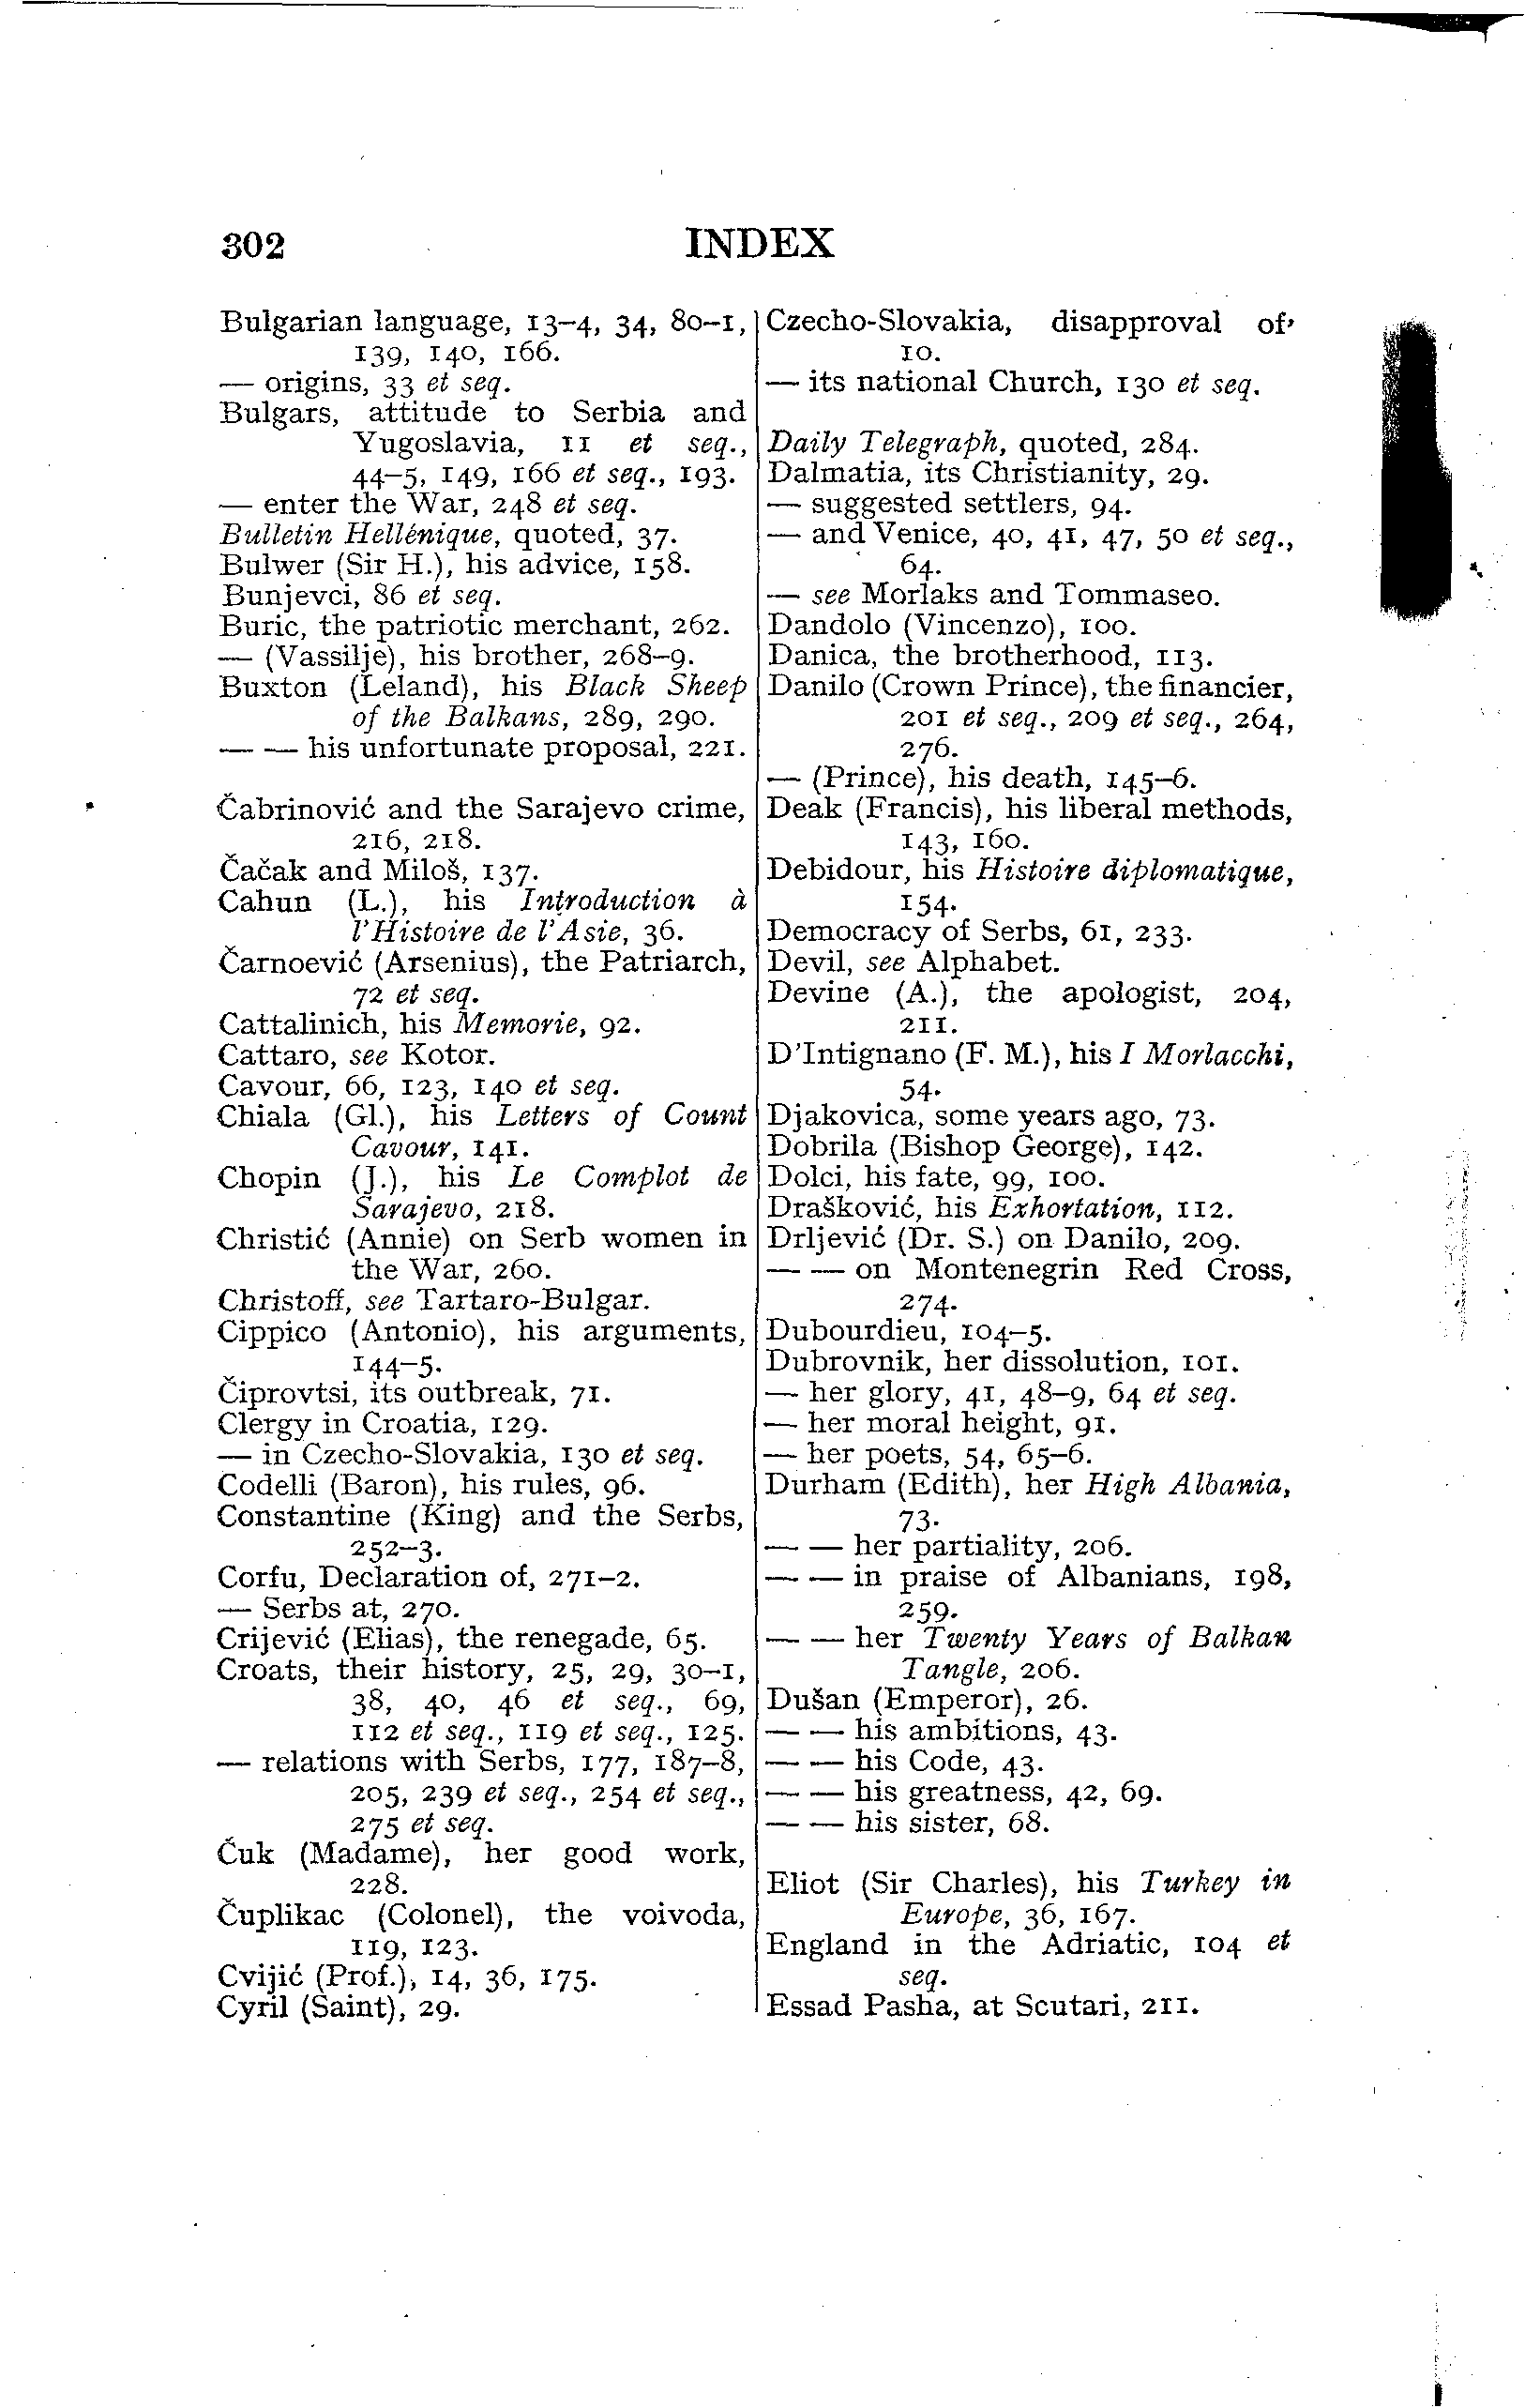 302
INDEX
Bulgarian language, 13–4, 34, 80–1,
139, 140, 166.
— origins, 33 et seq.
Bulgars, attitude to Serbia and
Yugoslavia, 11 et seq.,
44–5, 149, 166 et seq., 193.
— enter the War, 248 et seq.
Bulletin Hellénique, quoted, 37.
Bulwer (Sir H.), his advice, 158.
Bunjevci, 86 et seq.
Buric, the patriotic merchant, 262.
— (Vassilje), his brother, 268–9.
Buxton (Leland), his Black Sheep
of the Balkans, 289, 290.
— — his unfortunate proposal, 221.
Čabrinović and the Sarajevo crime,
216, 218.
Čačak and Miloš, 137.
Cahun (L.), his Introduction à
l'Histoire de l'Asie, 36.
Čarnoević (Arsenius), the Patriarch,
72 et seq.
Cattalinich, his Memorie, 92.
Cattaro, see Kotor.
Cavour, 66, 123, 140 et seq.
Chiala (Gl.), his Letters of Count
Cavour, 141.
Chopin (J.), his Le Complot de
Sarajevo, 218.
Christić (Annie) on Serb women in
the War, 260.
Christoff, see Tartaro-Bulgar.
Cippico (Antonio), his arguments,
144–5.
Čiprovtsi, its outbreak, 71.
Clergy in Croatia, 129.
— in Czecho-Slovakia, 130 et seq.
Codelli (Baron), his rules, 96.
Constantine (King) and the Serbs,
252–3.
Corfu, Declaration of, 271–2.
— Serbs at, 270.
Crijević (Elias), the renegade, 65.
Croats, their history, 25, 29, 30–1,
38, 40, 46 et seq., 69,
112 et seq., 119 et seq., 125.
— relations with Serbs, 177, 187–8,
205, 239 et seq., 254 et seq.,
275 et seq.
Čuk (Madame), her good work,
228.
Čuplikac (Colonel), the voivoda,
119, 123.
Cvijić (Prof.), 14, 36, 175.
Cyril (Saint), 29.
Czecho-Slovakia, disapproval of,
10.
— its national Church, 130 et seq.
Daily Telegraph, quoted, 284.
Dalmatia, its Christianity, 29.
— suggested settlers, 94.
— and Venice, 40, 41, 47, 50 et seq.,
64.
— see Morlaks and Tommaseo.
Dandolo (Vincenzo), 100.
Danica, the brotherhood, 113.
Danilo (Crown Prince), the financier,
201 et seq., 209 et seq., 264,
276.
— (Prince), his death, 145–6.
Deak (Francis), his liberal methods,
143, 160.
Debidour, his Histoire diplomatique,
154.
Democracy of Serbs, 61, 233.
Devil, see Alphabet.
Devine (A.), the apologist, 204,
211.
D'Intignano (F. M.), his I Morlacchi,
54.
Djakovica, some years ago, 73.
Dobrila (Bishop George), 142.
Dolci, his fate, 99, 100.
Drašković, his Exhortation, 112.
Drljević (Dr. S.) on Danilo, 209.
— — on Montenegrin Red Cross,
274.
Dubourdieu, 104–5.
Dubrovnik, her dissolution, 101.
— her glory, 41, 48–9, 64 et seq.
— her moral height, 91.
— her poets, 54, 65–6.
Durham (Edith), her High Albania,
73.
— — her partiality, 206.
— — in praise of Albanians, 198,
259.
— — her Twenty Years of Balkan
Tangle, 206.
Dušan (Emperor), 26.
— — his ambitions, 43.
— — his Code, 43.
— — his greatness, 42, 69.
— — his sister, 68.
Eliot (Sir Charles), his Turkey in
Europe, 36, 167.
England in the Adriatic, 104 et
seq.
Essad Pasha, at Scutari, 211.